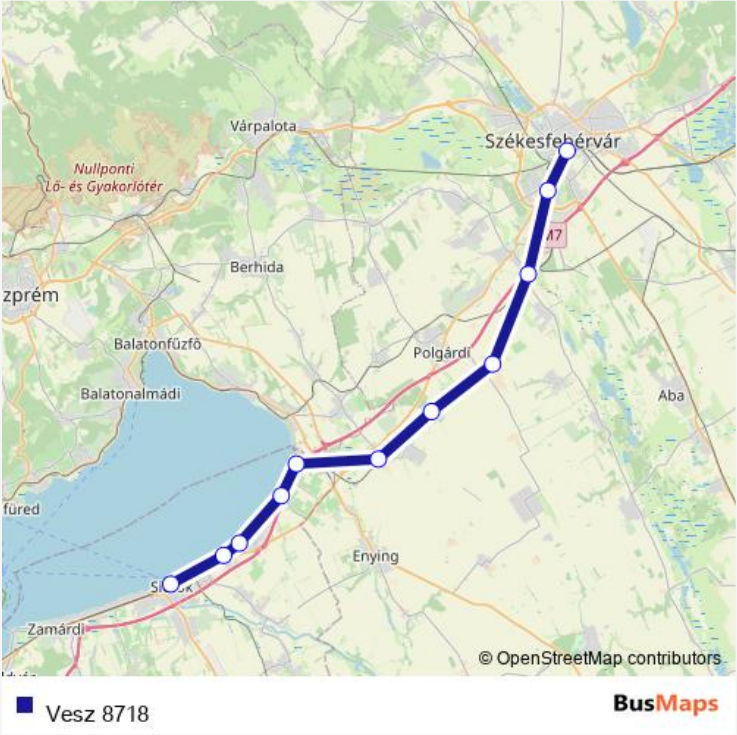 Várpalota
Székesfehérvár
Nullponti
Lő- és Gyakorlótér
M7
Berhida
zprém
Balatonfűzfő
Polgárdi
Balatonalmádi
Aba
füred
Enying
Zamárdi
© OpenStreetMap contributors
Vesz 8718
BusMaps